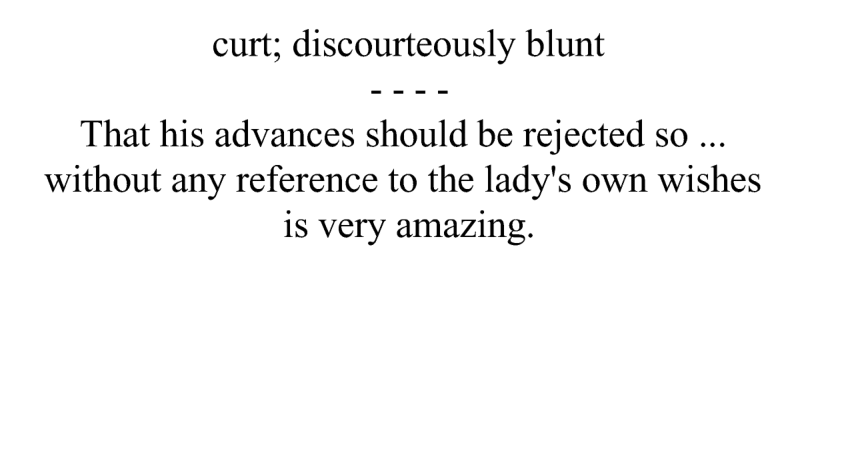 curt; discourteously blunt
- - - -
That his advances should be rejected so ...
without any reference to the lady's own wishes
is very amazing.